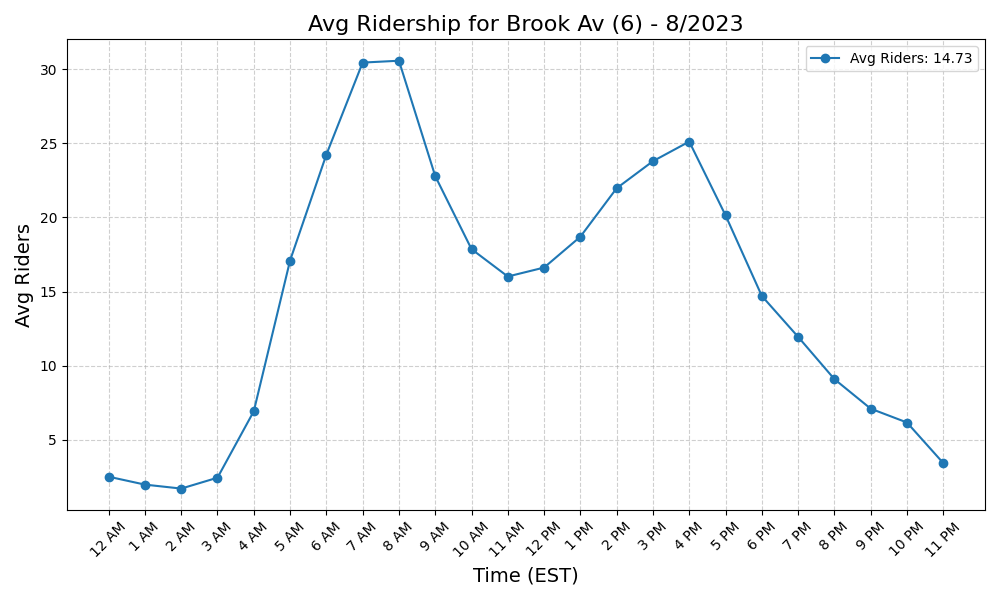 Avg Ridership for Brook Av (6) - 8/2023
Avg Riders: 14.73
Avg Riders
30
25
20
15
10
5
12 AM
1 AM
2 AM
3 AM
4 AM
5 AM
6 AM
7 AM
8 AM
9 AM
10 AM
11 AM
12 PM
1 PM
2 PM
3 PM
4 PM
5 PM
6 PM
7 PM
8 PM
9 PM
10 PM
11 PM
Time (EST)